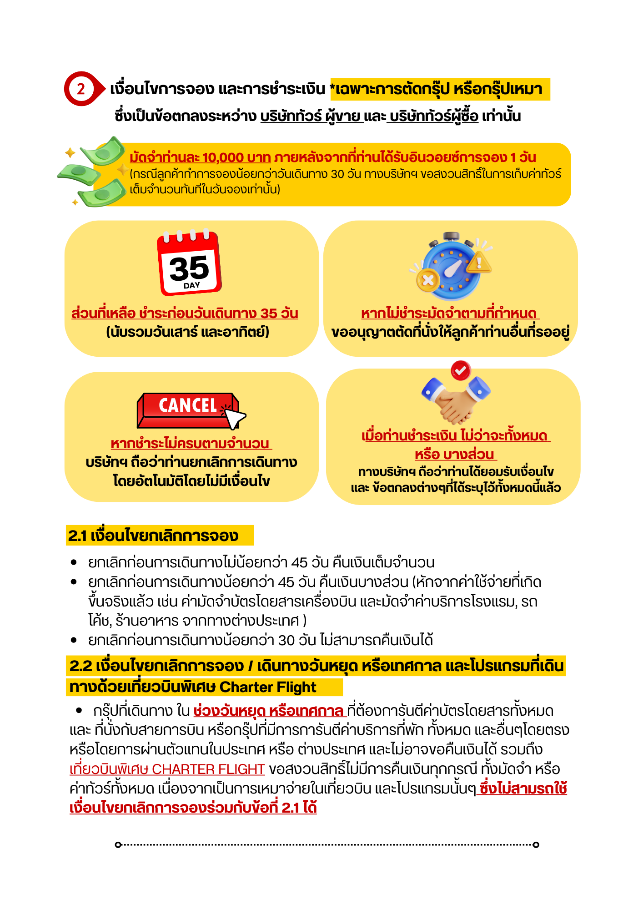 2 เงื่อนไขการจอง และการชำระเงิน *เฉพาะการตัดกรุ๊ป หรือกรุ๊ปเหมา
ซึ่งเป็นข้อตกลงระหว่าง บริษัททัวร์ ผู้ขาย และ บริษัททัวร์ผู้ซื้อ เท่านั้น
มัดจำท่านละ 10,000 บาท ภายหลังจากที่ท่านได้รับอินวอยซ์การจอง 1 วัน
(กรณีลูกค้าทำการจองน้อยกว่าวันเดินทาง 30 วัน ทางบริษัทฯ ขอสงวนสิทธิ์ในการเก็บค่าทัวร์
เต็มจำนวนทันทีในวันจองเท่านั้น)
35
DAY
ส่วนที่เหลือ ชำระก่อนวันเดินทาง 35 วัน
(นับรวมวันเสาร์ และอาทิตย์)
หากไม่ชำระมัดจำตามที่กำหนด
ขออนุญาตตัดที่นั่งให้ลูกค้าท่านอื่นที่รออยู่
CANCEL
หากชำระไม่ครบตามจำนวน
บริษัทฯ ถือว่าท่านยกเลิกการเดินทาง
โดยอัตโนมัติโดยไม่มีเงื่อนไข
เมื่อท่านชำระเงิน ไม่ว่าจะทั้งหมด
หรือ บางส่วน
ทางบริษัทฯ ถือว่าท่านได้ยอมรับเงื่อนไข
และ ข้อตกลงต่างๆที่ได้ระบุไว้ทั้งหมดนี้แล้ว
2.1 เงื่อนไขยกเลิกการจอง
• ยกเลิกก่อนการเดินทางไม่น้อยกว่า 45 วัน คืนเงินเต็มจำนวน
• ยกเลิกก่อนการเดินทางน้อยกว่า 45 วัน คืนเงินบางส่วน (หักจากค่าใช้จ่ายที่เกิด
ขึ้นจริงแล้ว เช่น ค่ามัดจำบัตรโดยสารเครื่องบิน และมัดจำค่าบริการโรงแรม, รถ
โค้ช, ร้านอาหาร จากทางต่างประเทศ )
• ยกเลิกก่อนการเดินทางน้อยกว่า 30 วัน ไม่สามารถคืนเงินได้
2.2 เงื่อนไขยกเลิกการจอง / เดินทางวันหยุด หรือเทศกาล และโปรแกรมที่เดิน
ทางด้วยเที่ยวบินพิเศษ Charter Flight
• กรุ๊ปที่เดินทาง ใน ช่วงวันหยุด หรือเทศกาล ที่ต้องการันตีค่าบัตรโดยสารทั้งหมด
และ ที่นั่งกับสายการบิน หรือกรุ๊ปที่มีการการันตีค่าบริการที่พัก ทั้งหมด และอื่นๆโดยตรง
หรือโดยการผ่านตัวแทนในประเทศ หรือ ต่างประเทศ และไม่อาจขอคืนเงินได้ รวมถึง
เที่ยวบินพิเศษ CHARTER FLIGHT ขอสงวนสิทธิ์ไม่มีการคืนเงินทุกกรณี ทั้งมัดจำ หรือ
ค่าทัวร์ทั้งหมด เนื่องจากเป็นการเหมาจ่ายในเที่ยวบิน และโปรแกรมนั้นๆ ซึ่งไม่สามรถใช้
เงื่อนไขยกเลิกการจองร่วมกับข้อที่ 2.1 ได้